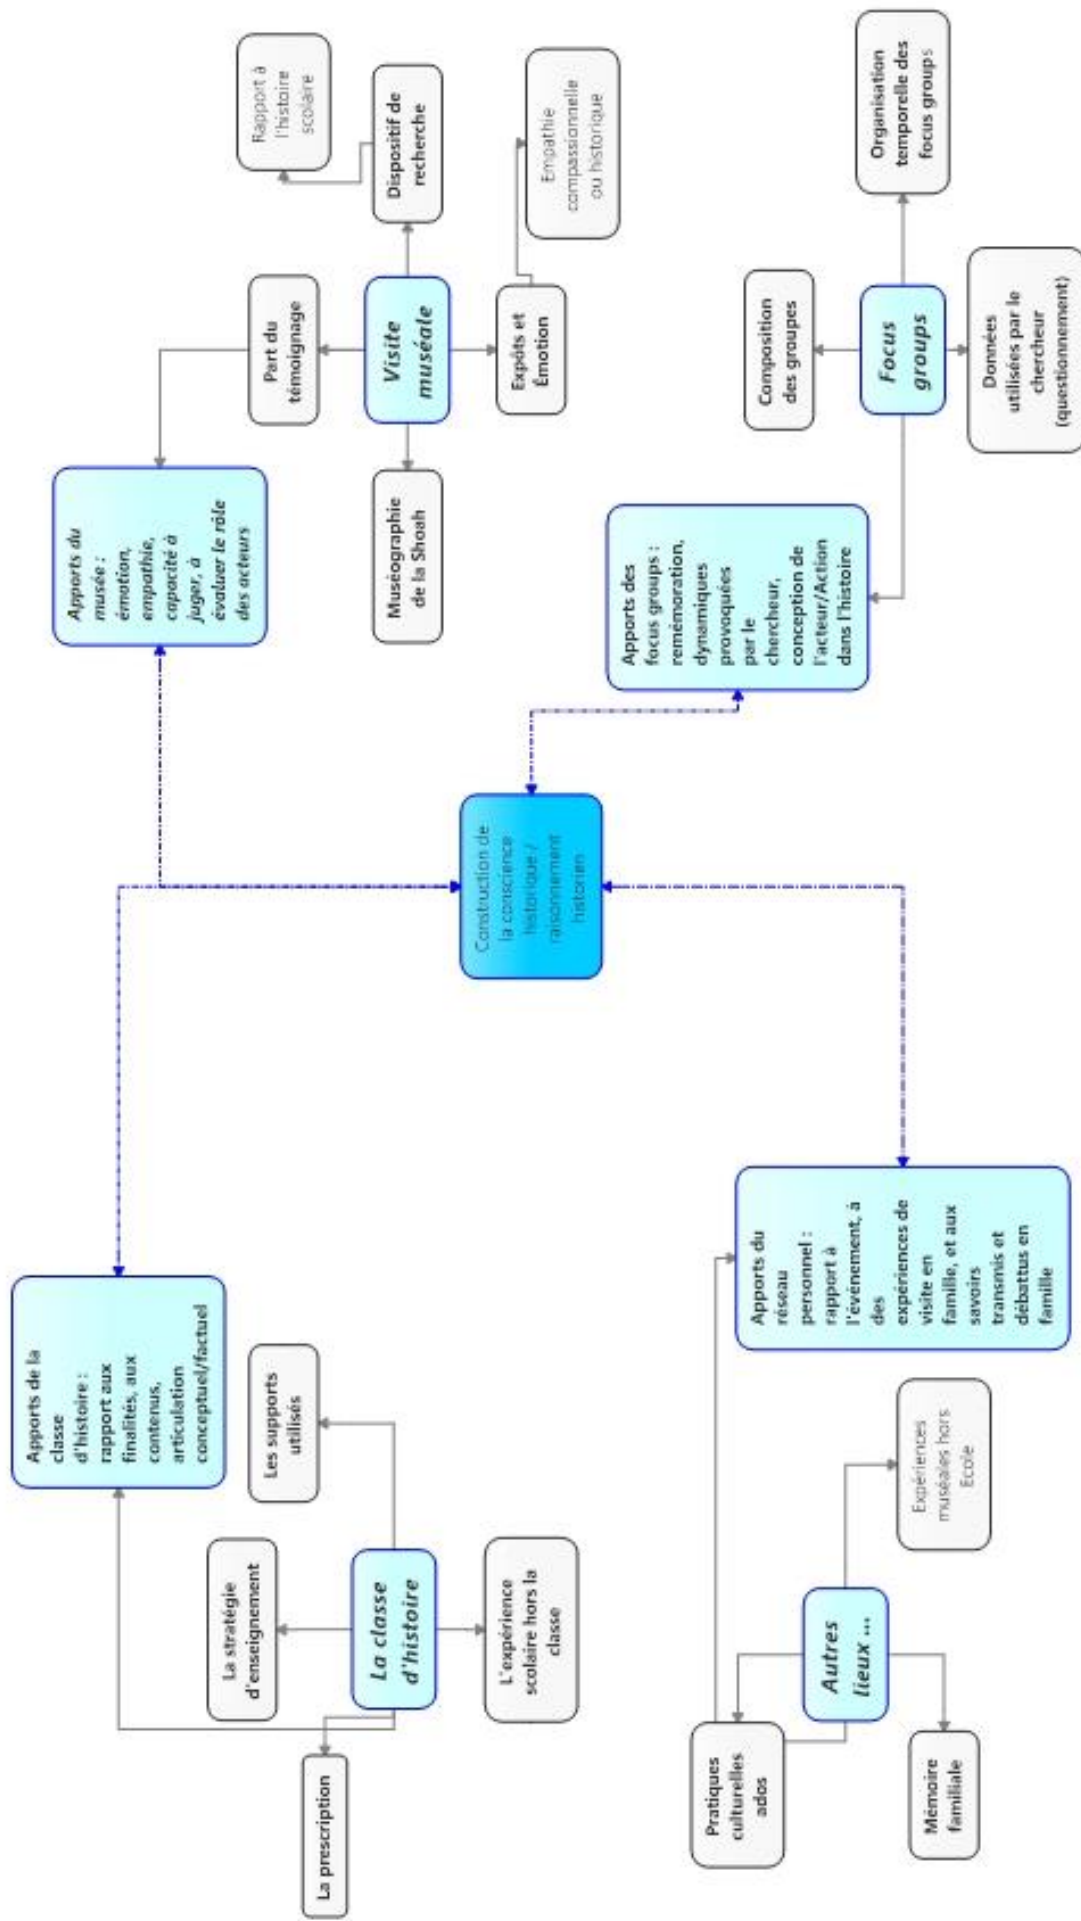 Apports de la
classe
d'histoire :
rapport aux
finalités, aux
contenus,
articulation
conceptuel/factuel
La stratégie
d'enseignement
Les supports
utilisés
La prescription
La classe
d'histoire
L'expérience
scolaire hors la
classe
Apports du
musée :
émotion,
empathie,
capacité à
juger, à
évaluer le rôle
des acteurs
Part du
témoignage
Rapport à
l'histoire
scolaire
Muséographie
de la Shoah
Visite
muséale
Dispositif de
recherche
Expôts et
Émotion
Empathie
compassionnelle
ou historique
Construction de
la conscience
historique /
raisonnement
historien
Pratiques
culturelles
ados
Autres
lieux ...
Mémoire
familiale
Expériences
muséales hors
Ecole
Apports du
réseau
personnel :
rapport à
l'événement, à
des
expériences de
visite en
famille, et aux
savoirs
transmis et
débattus en
famille
Apports des
focus groups :
remémoration,
dynamiques
provoquées
par le
chercheur,
conception de
l'acteur/Action
dans l'histoire
Composition
des groupes
Focus
groups
Organisation
temporelle des
focus groups
Données
utilisées par le
chercheur
(questionnement)